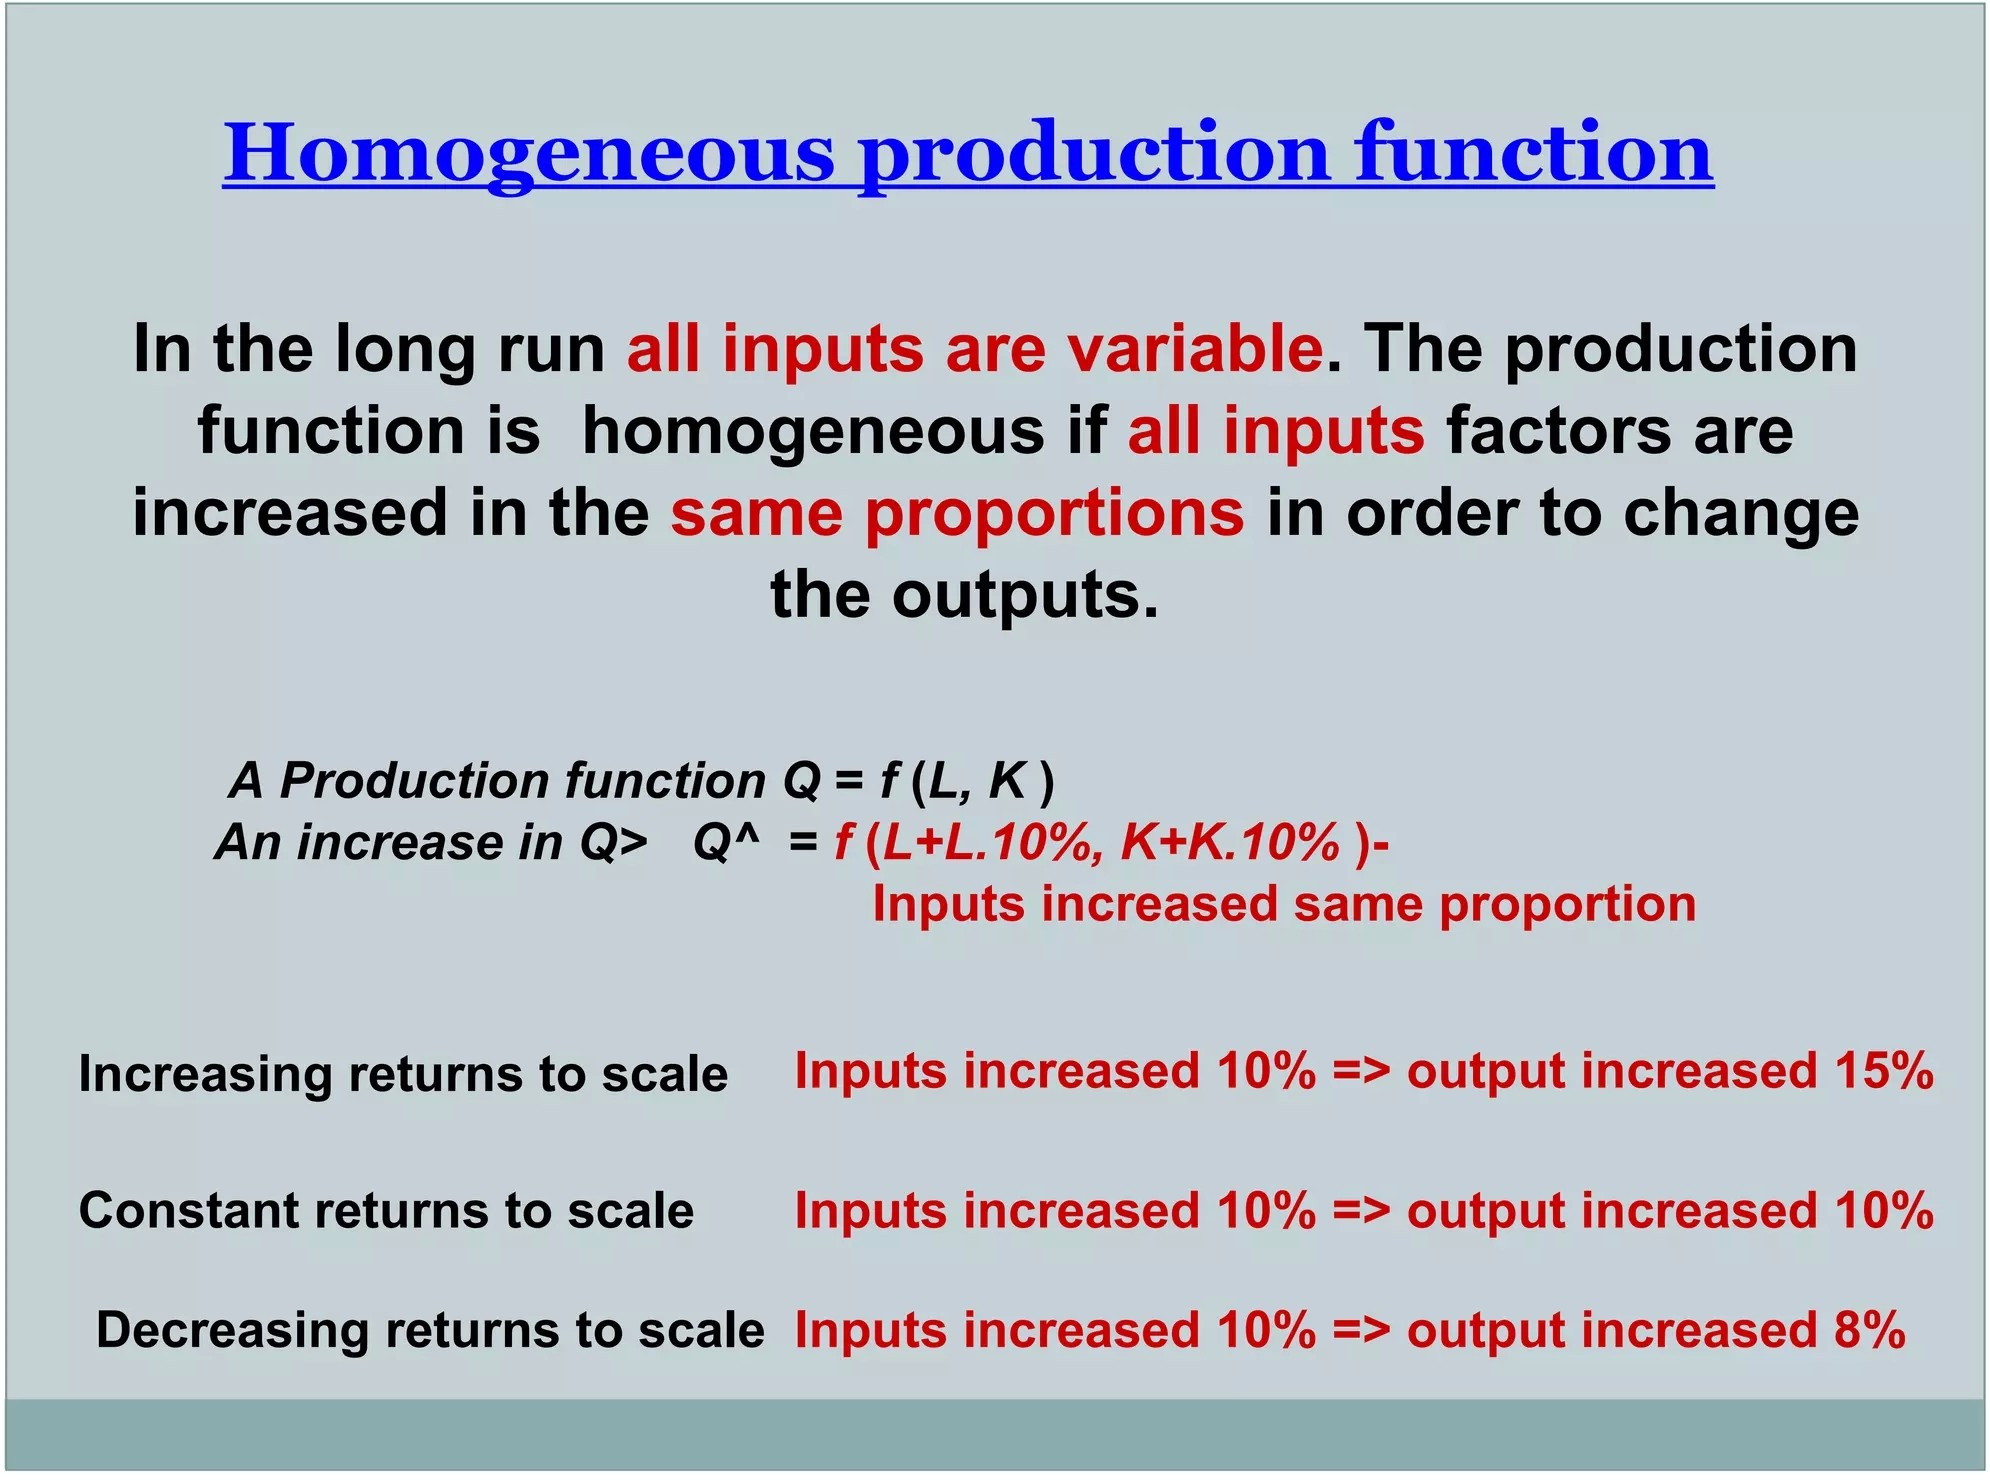 Homogeneous production function
In the long run all inputs are variable. The production
function is homogeneous if all inputs factors are
increased in the same proportions in order to change
the outputs.
A Production function Q = f (L, K )
An increase in Q> Q^ = f (L+L.10%, K+K.10% )-
Inputs increased same proportion
Increasing returns to scale Inputs increased 10% => output increased 15%
Constant returns to scale Inputs increased 10% => output increased 10%
Decreasing returns to scale Inputs increased 10% => output increased 8%